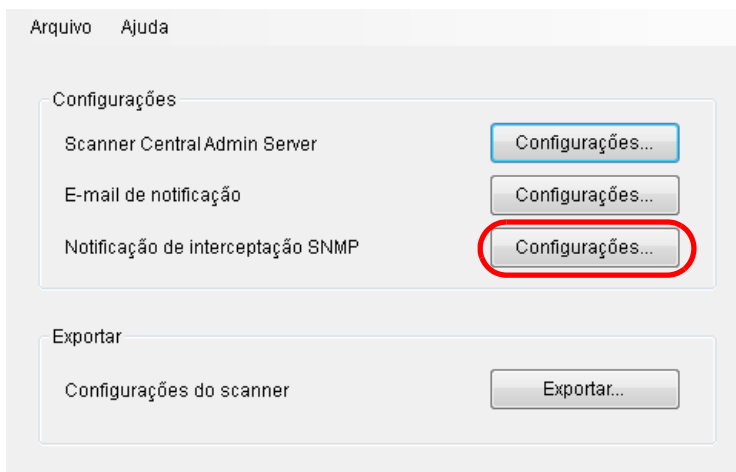 Arquivo Ajuda
Configurações
Scanner Central Admin Server Configurações...
E-mail de notificação Configurações...
Notificação de interceptação SNMP Configurações...
Exportar
Configurações do scanner Exportar...